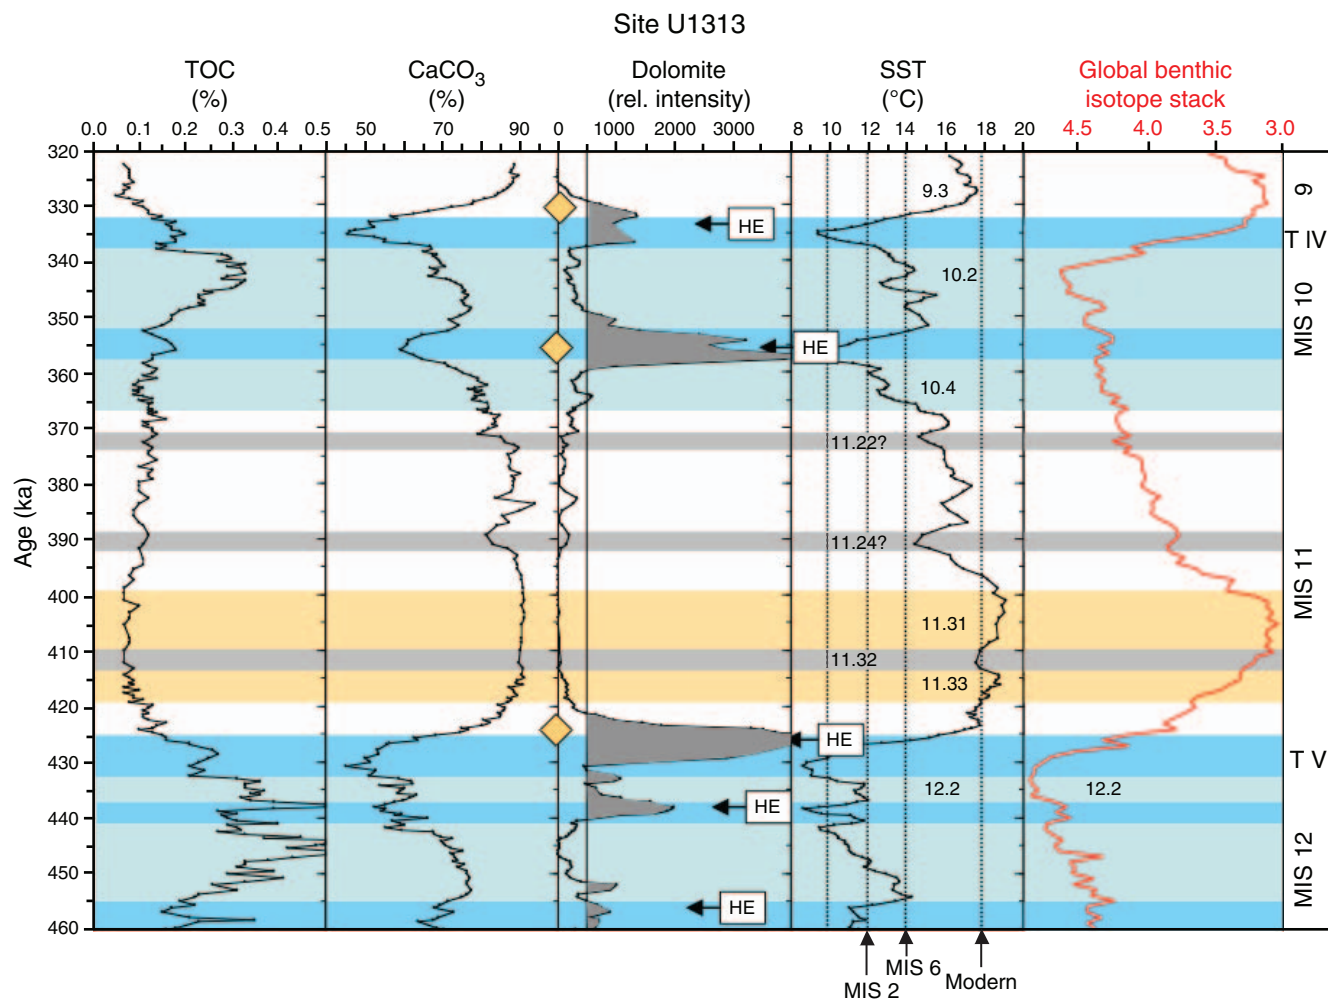 Site U1313
TOC
(%)
CaCO3
(%)
Dolomite
(rel. intensity)
SST
(°C)
Global benthic
isotope stack
0.0 0.1 0.2 0.3 0.4 0.5 50 70 90 0 1000 2000 3000 8 10 12 14 16 18 20 4.5 4.0 3.5 3.0
320
330
340
350
360
370
380
390
400
410
420
430
440
450
460
Age (ka)
HE
HE
HE
HE
HE
9.3
10.2
10.4
11.22?
11.24?
11.31
11.32
11.33
12.2
12.2
9
T IV
MIS 10
MIS 11
T V
MIS 12
MIS 2
MIS 6
Modern